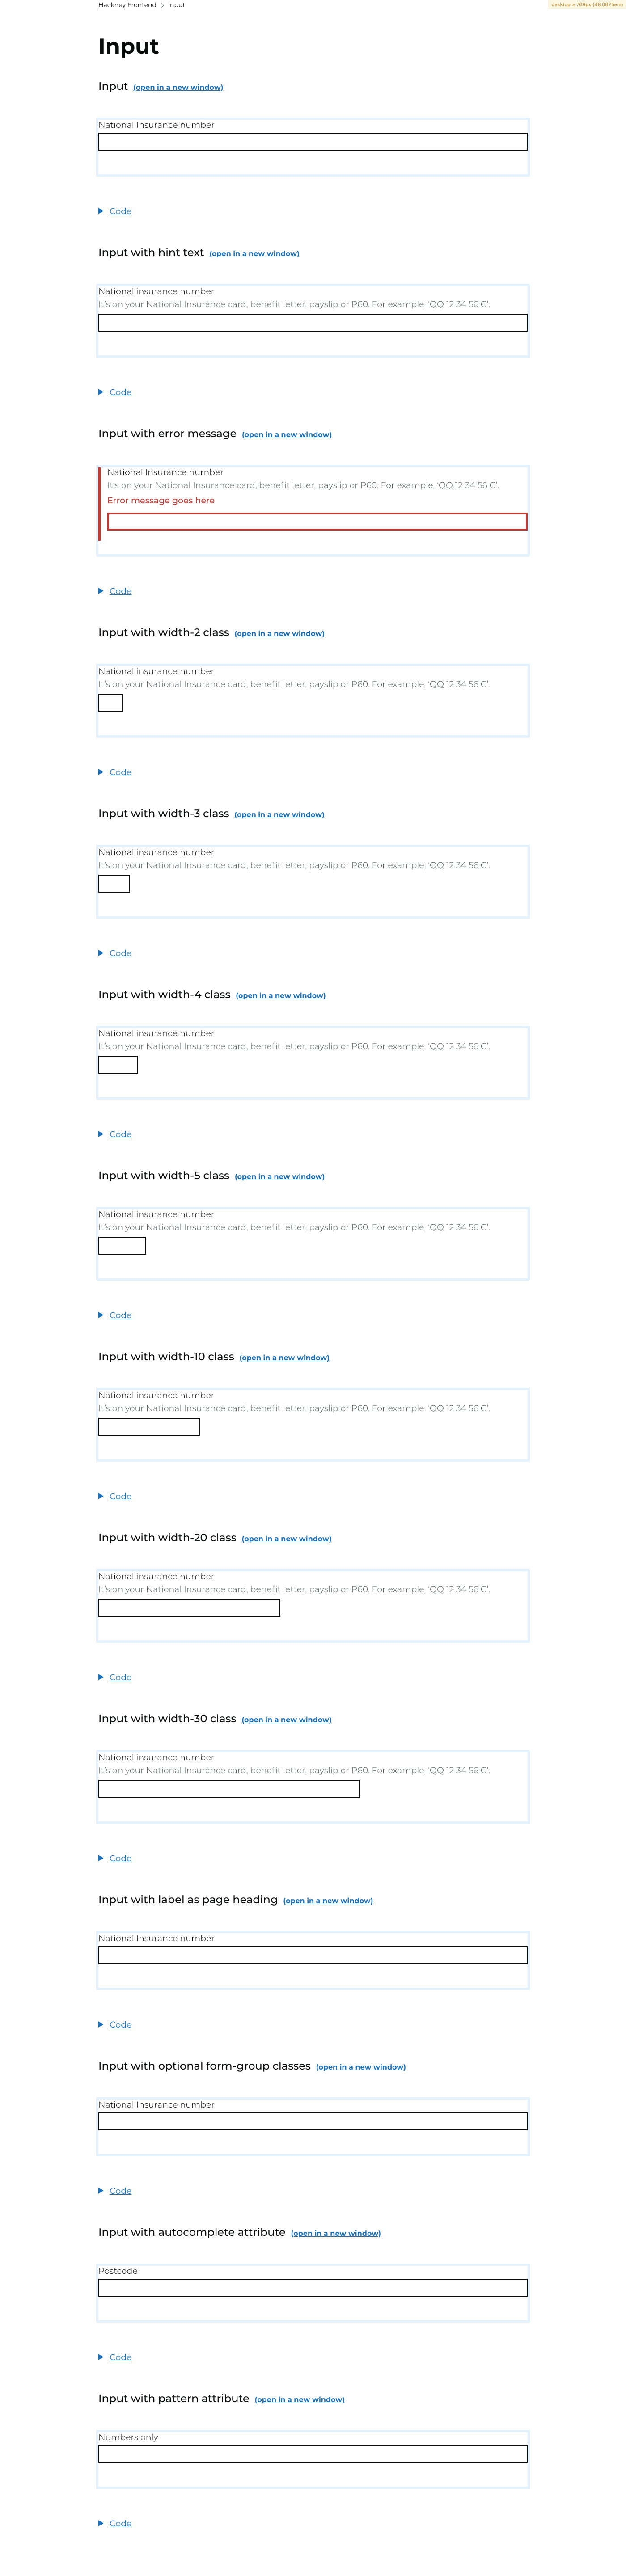 Hackney Frontend > Input
desktop ≥ 769px (48.0625em)
Input
Input (open in a new window)
National Insurance number
Code
Input with hint text (open in a new window)
National insurance number
It’s on your National Insurance card, benefit letter, payslip or P60. For example, ‘QQ 12 34 56 C’.
Code
Input with error message (open in a new window)
National Insurance number
It’s on your National Insurance card, benefit letter, payslip or P60. For example, ‘QQ 12 34 56 C’.
Error message goes here
Code
Input with width-2 class (open in a new window)
National insurance number
It’s on your National Insurance card, benefit letter, payslip or P60. For example, ‘QQ 12 34 56 C’.
Code
Input with width-3 class (open in a new window)
National insurance number
It’s on your National Insurance card, benefit letter, payslip or P60. For example, ‘QQ 12 34 56 C’.
Code
Input with width-4 class (open in a new window)
National insurance number
It’s on your National Insurance card, benefit letter, payslip or P60. For example, ‘QQ 12 34 56 C’.
Code
Input with width-5 class (open in a new window)
National insurance number
It’s on your National Insurance card, benefit letter, payslip or P60. For example, ‘QQ 12 34 56 C’.
Code
Input with width-10 class (open in a new window)
National insurance number
It’s on your National Insurance card, benefit letter, payslip or P60. For example, ‘QQ 12 34 56 C’.
Code
Input with width-20 class (open in a new window)
National insurance number
It’s on your National Insurance card, benefit letter, payslip or P60. For example, ‘QQ 12 34 56 C’.
Code
Input with width-30 class (open in a new window)
National insurance number
It’s on your National Insurance card, benefit letter, payslip or P60. For example, ‘QQ 12 34 56 C’.
Code
Input with label as page heading (open in a new window)
National Insurance number
Code
Input with optional form-group classes (open in a new window)
National Insurance number
Code
Input with autocomplete attribute (open in a new window)
Postcode
Code
Input with pattern attribute (open in a new window)
Numbers only
Code